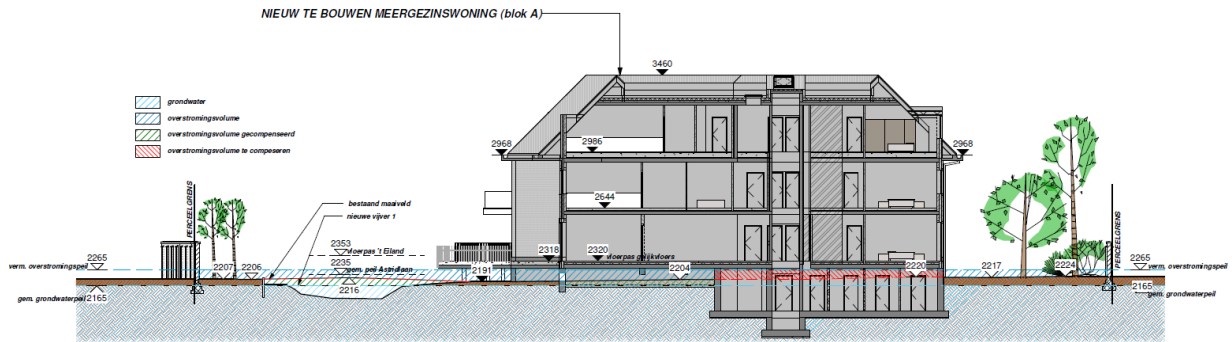 NIEUW TE BOUWEN MEERGEZINSWONING (blok A)
3460
grondwater
overstromingsvolume
overstromingsvolume gecompenseerd
overstromingsvolume te compeseren
2968
2986
2968
PERCEELGRENS
bestaand maaiveld
nieuwe vijver 1
2644
PERCEELGRENS
2353
vloerpas 't Eiland
2318
2320
vloerpas gelijkvloers
2265
verm. overstromingspeil
2207
2206
2235
gem. peil Astridlaan
2191
2204
2220
2217
2224
2265
verm. overstromingspeil
2165
gem. grondwaterpeil
2216
2165
gem. grondwaterpeil